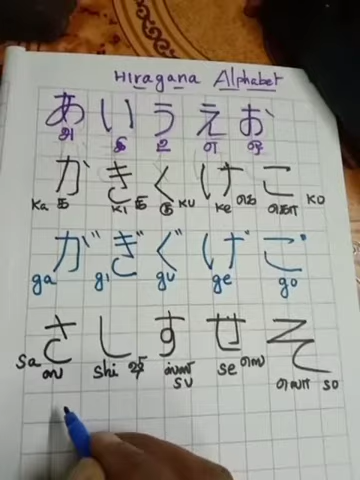 Hiragana Alphabet
あ い う え お
அ இ உ எ ஒ
か き く け こ
ka க ki கி கு ku ke கெ கொ ko
が ぎ ぐ げ ご
ga gi gu ge go
さ し す せ そ
Sa ஸ shi ஷி su se ஸெ ஸொ so